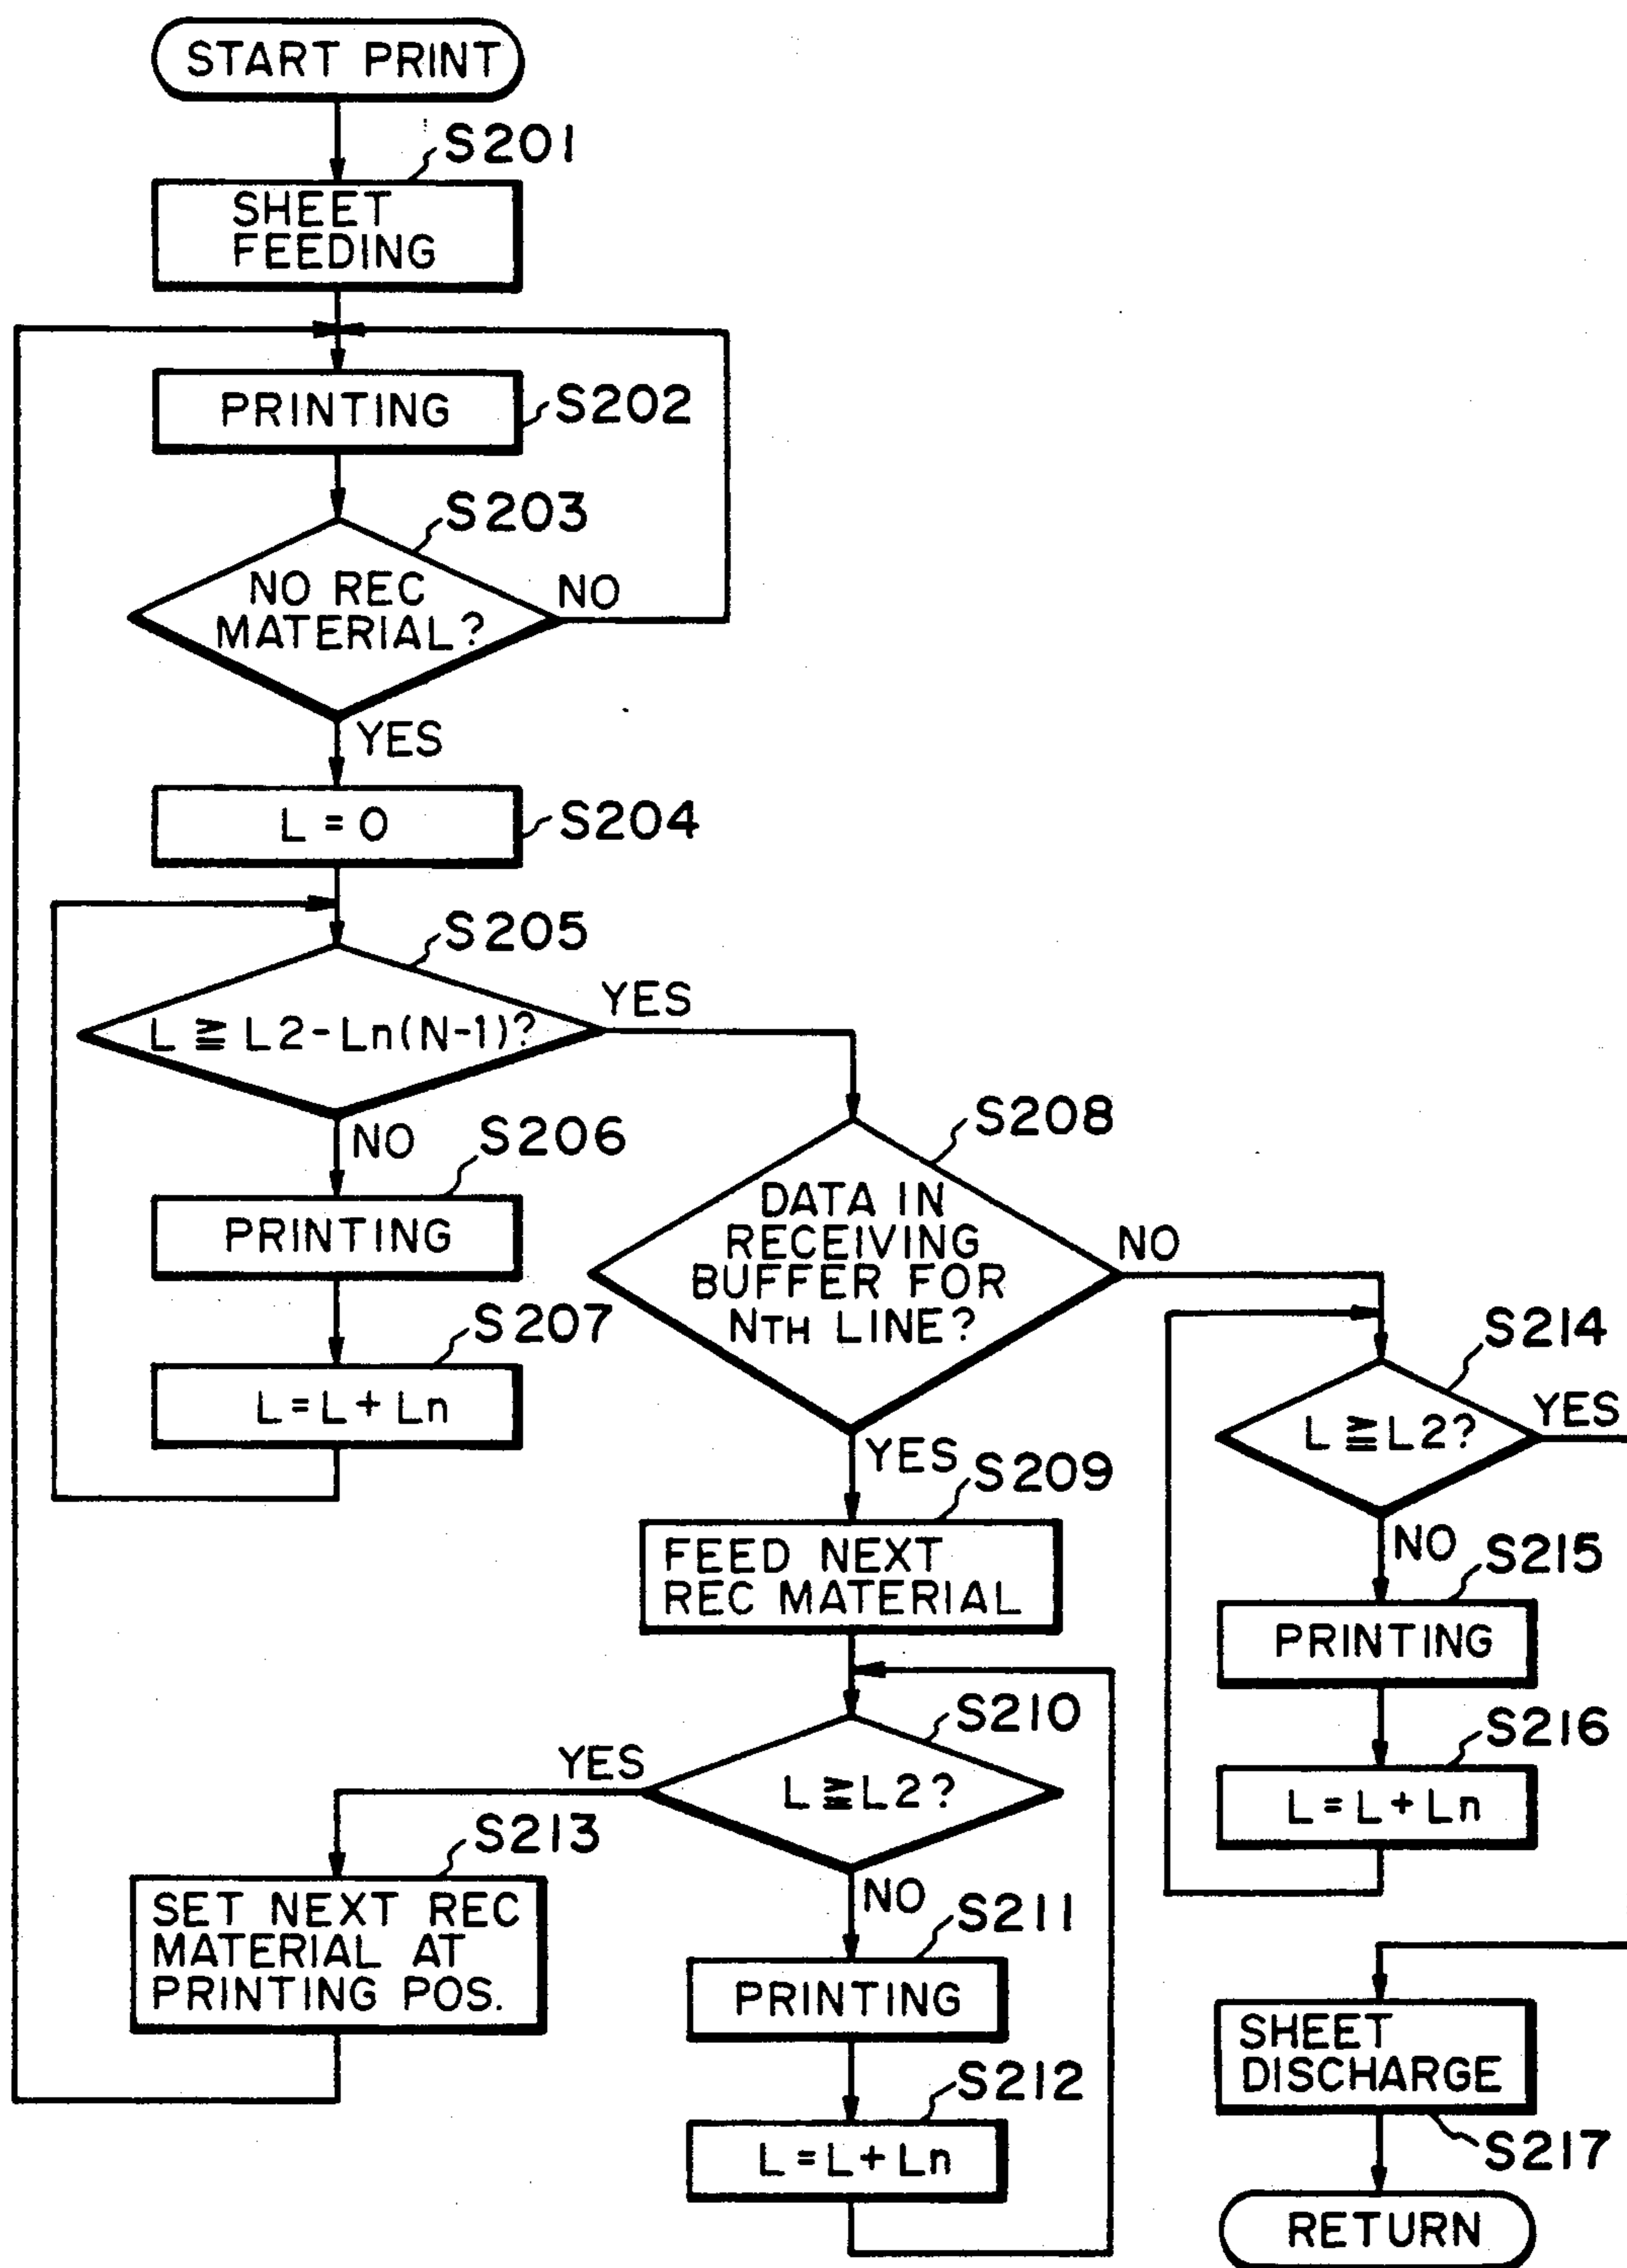 START PRINT
S201
SHEET
FEEDING
PRINTING
S202
S203
NO REC
MATERIAL?
NO
YES
L = 0
S204
S205
L ≧ L2-Ln(N-1)?
YES
NO
S206
PRINTING
S207
L=L+Ln
S208
DATA IN
RECEIVING
BUFFER FOR
NTH LINE?
NO
YES
S209
FEED NEXT
REC MATERIAL
S210
L≧L2?
YES
NO
S211
PRINTING
S212
L=L+Ln
S213
SET NEXT REC
MATERIAL AT
PRINTING POS.
S214
L≧L2?
YES
NO
S215
PRINTING
S216
L=L+Ln
SHEET
DISCHARGE
S217
RETURN